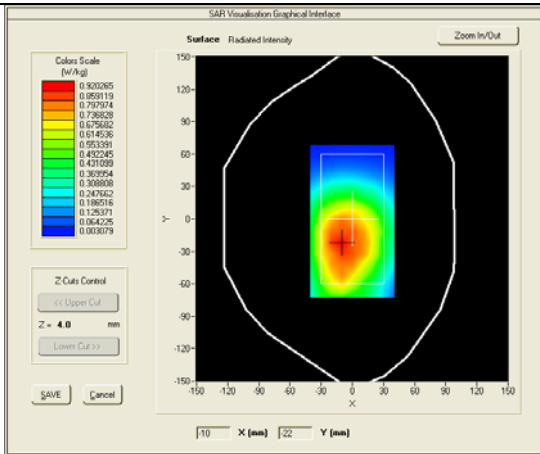 SAR Visualisation Graphical Interface
Surface Radiated Intensity
Zoom In/Out
Colors Scale
(W/kg)
0.920265
0.859119
0.797974
0.736828
0.675682
0.614536
0.553391
0.492245
0.431099
0.369954
0.308808
0.247662
0.186516
0.125371
0.064225
0.003079
Z-Cuts Control
<< Upper Cut
Z = 4.0 mm
Lower Cut >>
SAVE Cancel
150
120
90
60
30
0
-30
-60
-90
-120
-150
Y
-150 -120 -90 -60 -30 0 30 60 90 120 150
X
-10 X (mm) -22 Y (mm)